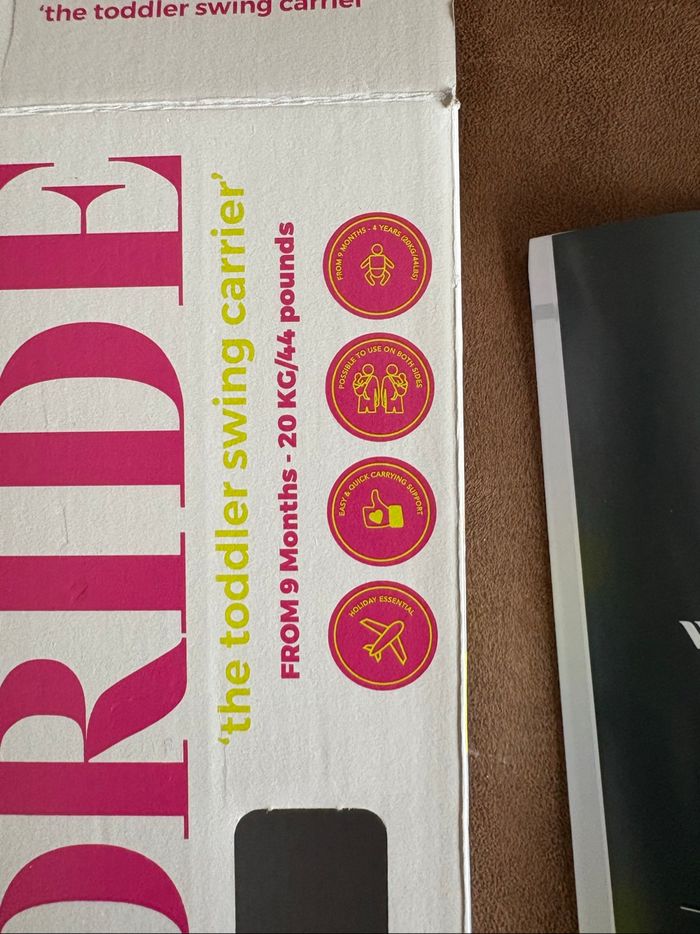 ‘the toddler swing carrier
RIDE
‘the toddler swing carrier’
FROM 9 Months - 20 KG/44 pounds
HOLIDAY ESSENTIAL
EASY & QUICK CARRYING SUPPORT
POSSIBLE TO USE ON BOTH SIDES
FROM 9 MONTHS - 4 YEARS (20KG/44LBS)